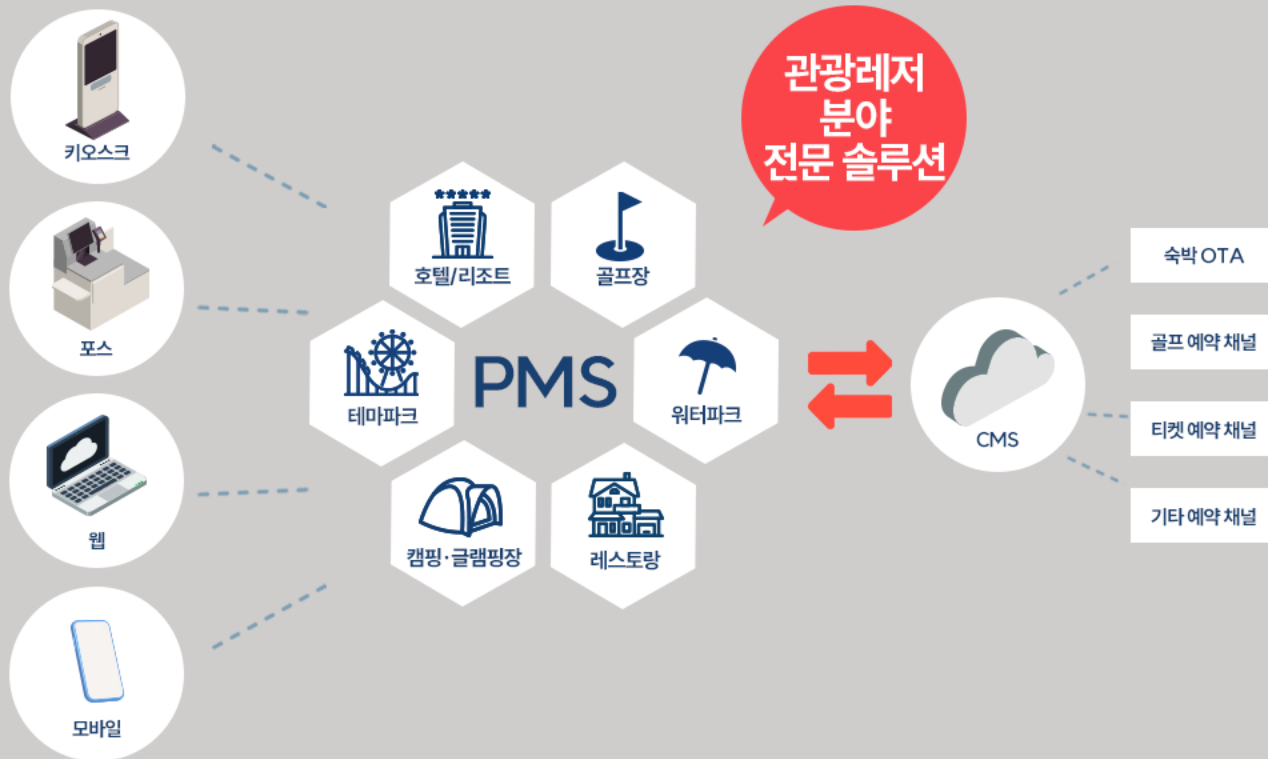 키오스크
포스
웹
모바일
호텔/리조트
골프장
테마파크
PMS
워터파크
캠핑·글램핑장
레스토랑
관광레저
분야
전문 솔루션
CMS
숙박 OTA
골프 예약 채널
티켓 예약 채널
기타 예약 채널